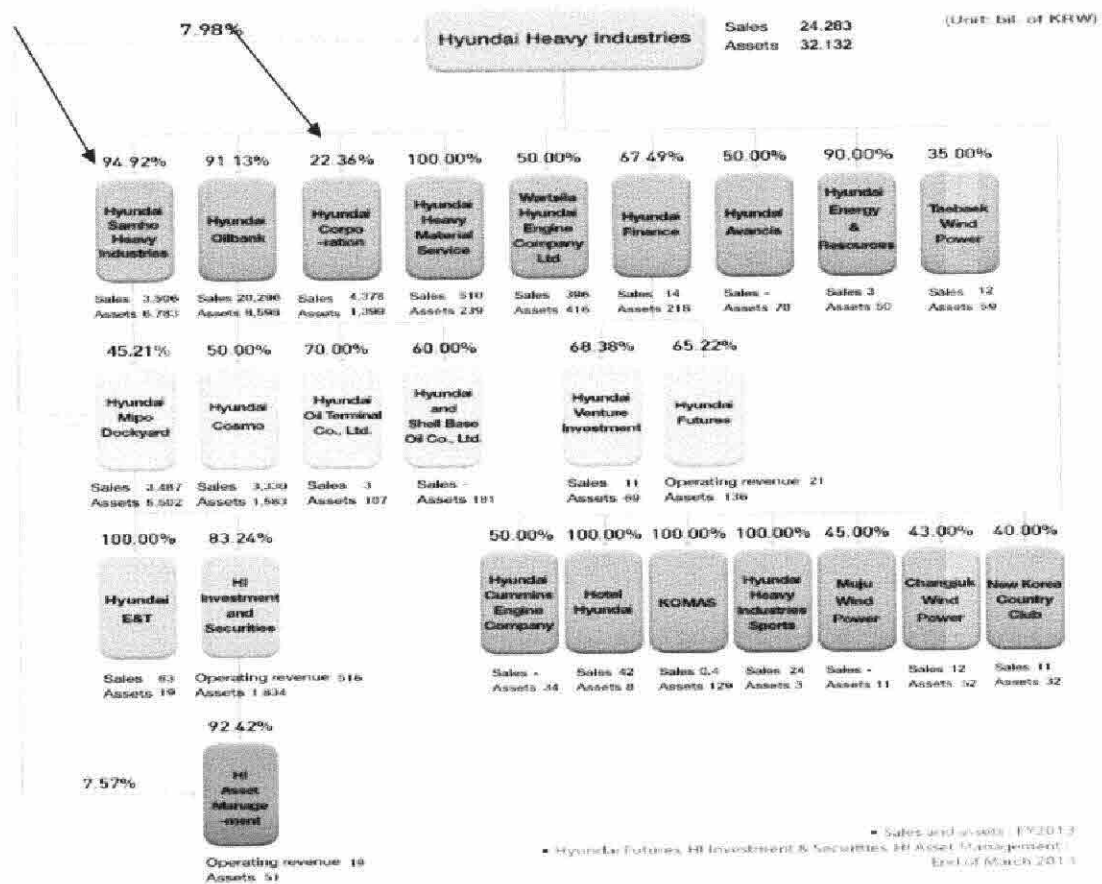 7.98%
Hyundai Heavy Industries
Sales 24.283
Assets 32.132
(Unit: bil. of KRW)
94.92%
91.13%
22.36%
100.00%
50.00%
67.49%
50.00%
90.00%
35.00%
Hyundai
Samho
Heavy
Industries
Hyundai
Oilbank
Hyundai
Corpo
-ration
Hyundai
Heavy
Material
Service
Wartsila
Hyundai
Engine
Company
Ltd
Hyundai
Finance
Hyundai
Avancis
Hyundai
Energy
&
Resources
Taebaek
Wind
Power
Sales 3,506
Assets 6.783
Sales 20,296
Assets
Sales 4,378
Assets 1,399
Sales 510
Assets 239
Sales 396
Assets 416
Sales 14
Assets 218
Sales -
Assets 78
Sales 3
Assets 50
Sales 12
Assets 59
45.21%
50.00%
70.00%
60.00%
68.38%
65.22%
Hyundai
Mipo
Dockyard
Hyundai
Cosmo
Hyundai
Oil Terminal
Co., Ltd.
Hyundai
and
Shell Base
Oil Co., Ltd.
Hyundai
Venture
Investment
Hyundai
Futures
Sales 3,487
Assets
Sales
Assets
Sales 3
Assets 107
Sales -
Assets
Sales 11
Assets 69
Operating revenue 21
Assets 136
100.00%
83.24%
50.00%
100.00%
100.00%
100.00%
45.00%
43.00%
40.00%
Hyundai
E&T
HI
Investment
and
Securities
Hyundai
Cummins
Engine
Company
Hotel
Hyundai
KOMAS
Hyundai
Heavy
Industries
Sports
Muju
Wind
Power
Wind
Power
New Korea
Country
Club
Sales 63
Assets 19
Operating revenue 516
Assets 1.834
Sales -
Assets 34
Sales 42
Assets 8
Sales 0.4
Assets 129
Sales 24
Assets 3
Sales -
Assets 11
Sales 12
Assets 52
Sales 11
Assets 32
92.42%
7.57%
HI
Asset
Manage
-ment
Operating revenue 18
Assets 51
▪ Sales and assets : FY2013
▪ Hyundai Futures, HI Investment & Securities, HI Asset Management :
End of March 2013